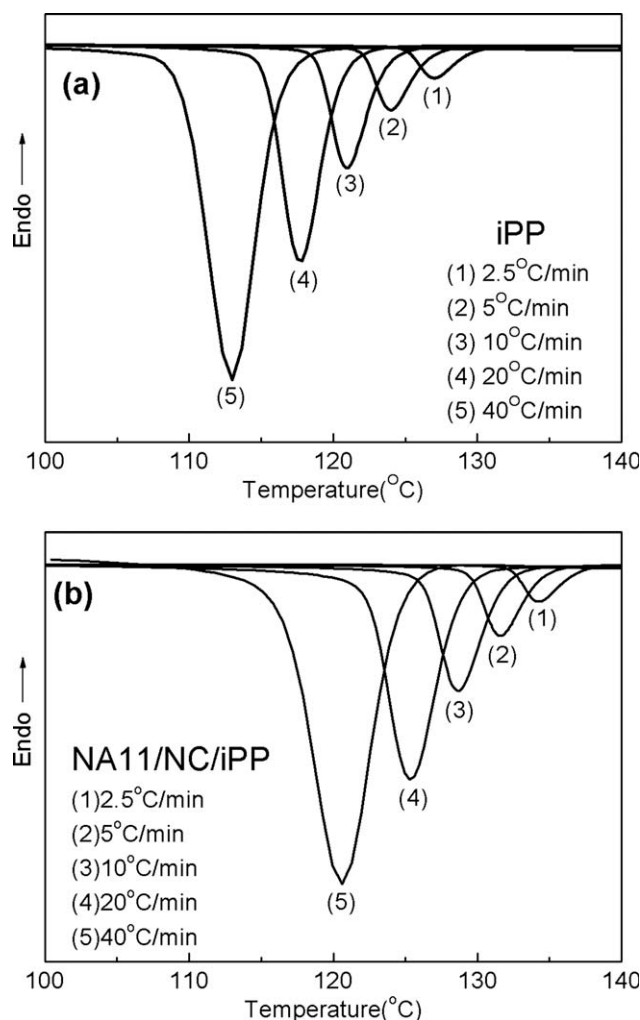 (a)
(1)
(2)
(3)
(4)
(5)
Endo
iPP
(1) 2.5°C/min
(2) 5°C/min
(3) 10°C/min
(4) 20°C/min
(5) 40°C/min
100 110 120 130 140
Temperature(°C)
(b)
(1)
(2)
(3)
(4)
(5)
Endo
NA11/NC/iPP
(1)2.5°C/min
(2)5°C/min
(3)10°C/min
(4)20°C/min
(5)40°C/min
100 110 120 130 140
Temperature(°C)